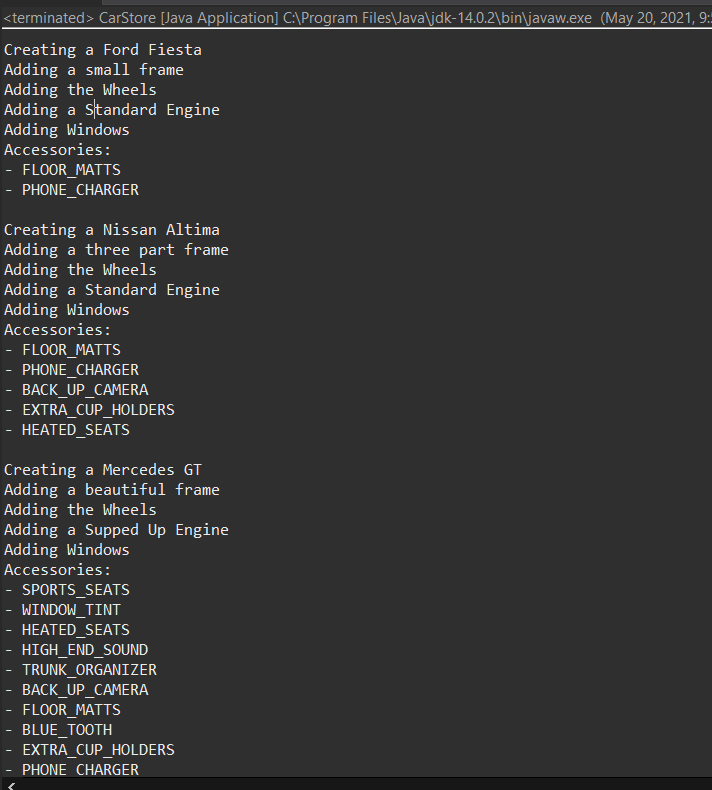 <terminated> CarStore [Java Application] C:\Program Files\Java\jdk-14.0.2\bin\javaw.exe (May 20, 2021, 9:5
Creating a Ford Fiesta
Adding a small frame
Adding the Wheels
Adding a Standard Engine
Adding Windows
Accessories:
- FLOOR_MATTS
- PHONE_CHARGER

Creating a Nissan Altima
Adding a three part frame
Adding the Wheels
Adding a Standard Engine
Adding Windows
Accessories:
- FLOOR_MATTS
- PHONE_CHARGER
- BACK_UP_CAMERA
- EXTRA_CUP_HOLDERS
- HEATED_SEATS

Creating a Mercedes GT
Adding a beautiful frame
Adding the Wheels
Adding a Supped Up Engine
Adding Windows
Accessories:
- SPORTS_SEATS
- WINDOW_TINT
- HEATED_SEATS
- HIGH_END_SOUND
- TRUNK_ORGANIZER
- BACK_UP_CAMERA
- FLOOR_MATTS
- BLUE_TOOTH
- EXTRA_CUP_HOLDERS
- PHONE_CHARGER